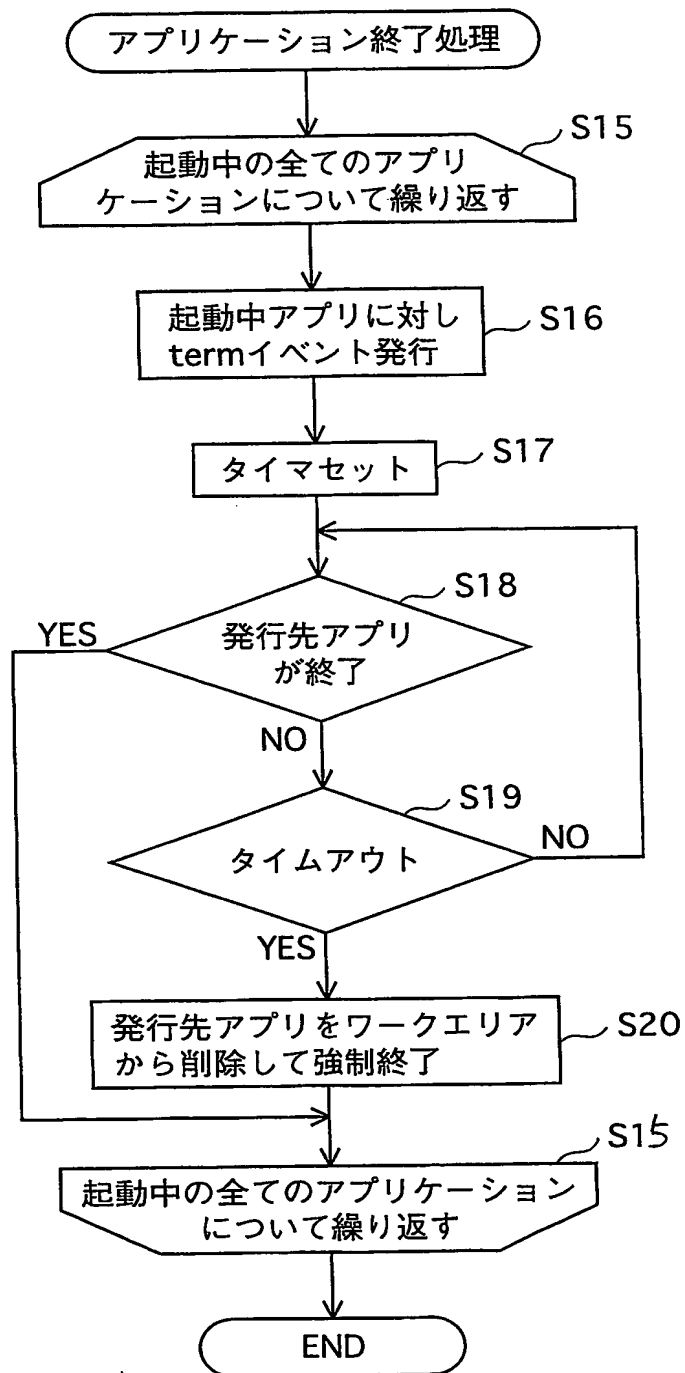 アプリケーション終了処理
S15
起動中の全てのアプリ
ケーションについて繰り返す
起動中アプリに対し
termイベント発行
S16
タイマセット
S17
S18
YES
発行先アプリ
が終了
NO
S19
タイムアウト
NO
YES
発行先アプリをワークエリア
から削除して強制終了
S20
S15
起動中の全てのアプリケーション
について繰り返す
END